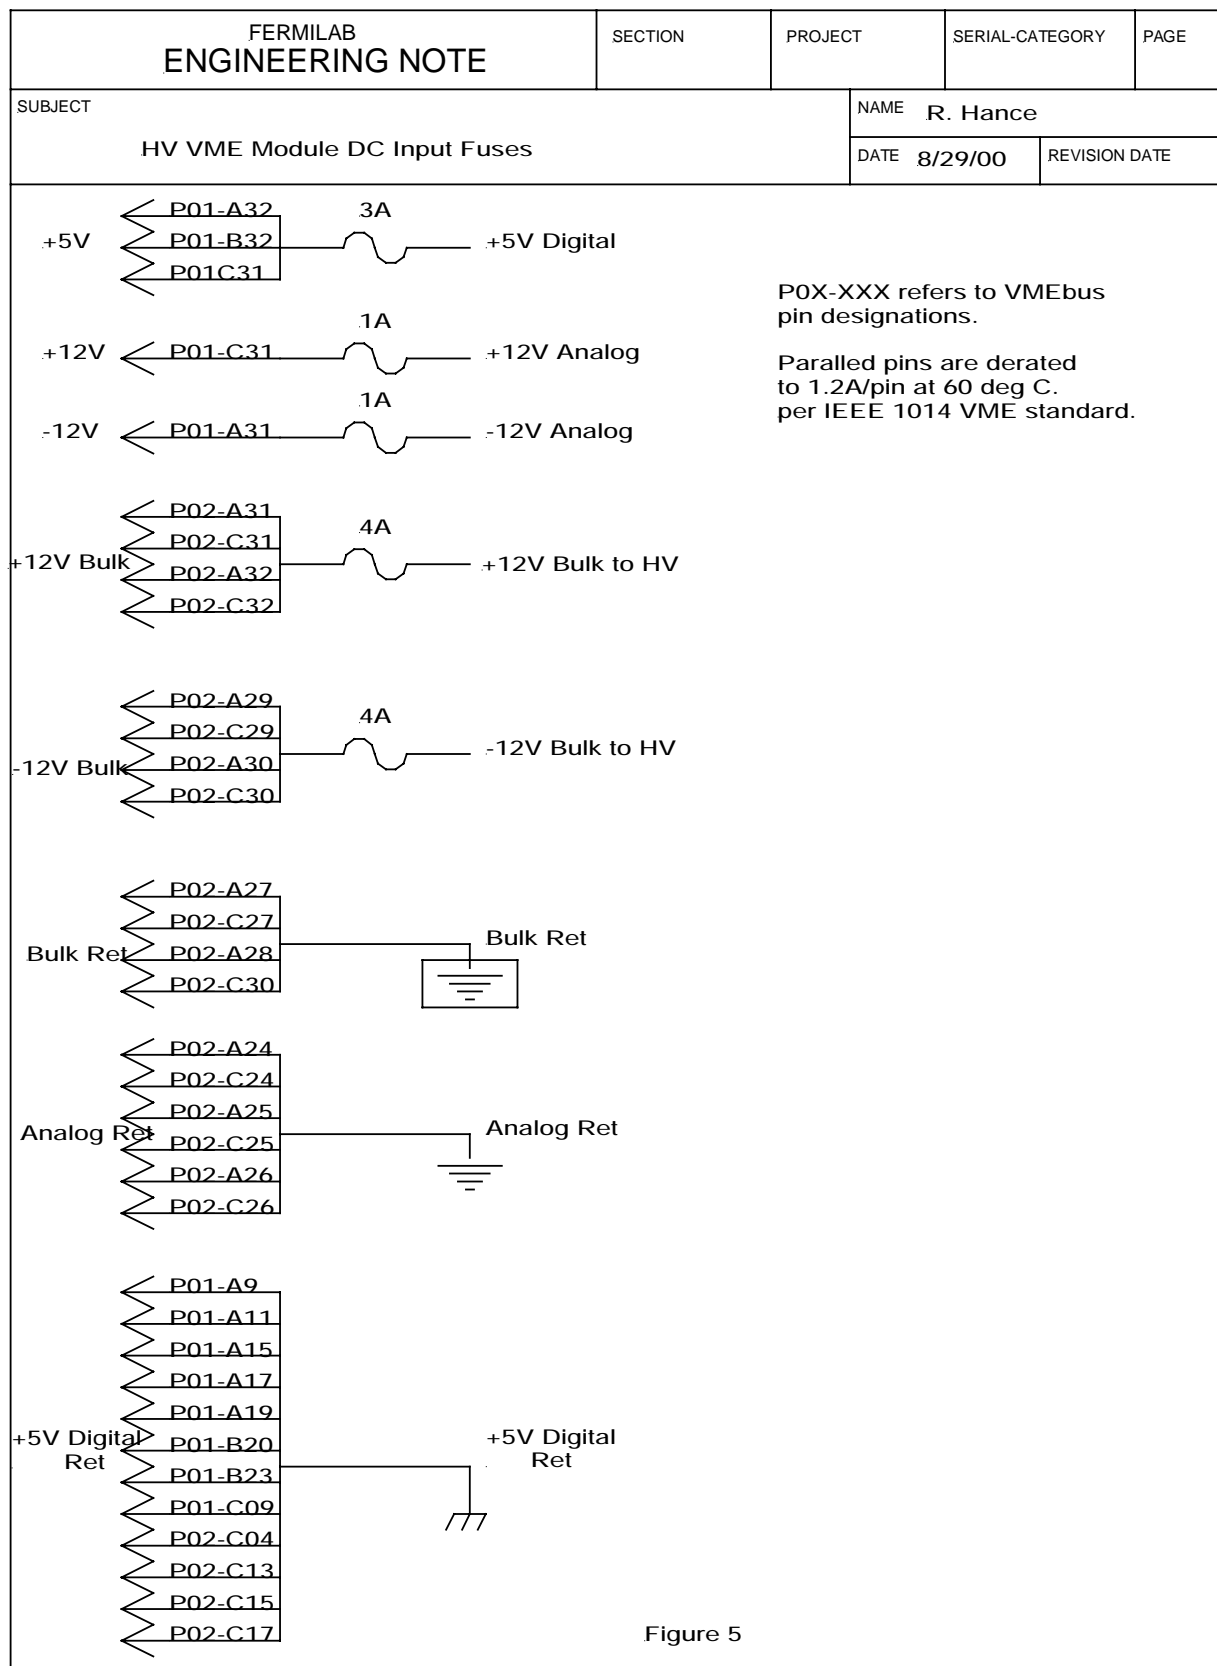 FERMILAB
ENGINEERING NOTE
SECTION
PROJECT
SERIAL-CATEGORY
PAGE
SUBJECT
HV VME Module DC Input Fuses
NAME R. Hance
DATE 8/29/00
REVISION DATE
P01-A32
3A
+5V
P01-B32
+5V Digital
P01C31
P0X-XXX refers to VMEbus
pin designations.
1A
+12V
P01-C31
+12V Analog
Paralled pins are derated
to 1.2A/pin at 60 deg C.
per IEEE 1014 VME standard.
1A
-12V
P01-A31
-12V Analog
P02-A31
4A
P02-C31
+12V Bulk
+12V Bulk to HV
P02-A32
P02-C32
P02-A29
4A
P02-C29
-12V Bulk to HV
-12V Bulk
P02-A30
P02-C30
P02-A27
P02-C27
Bulk Ret
Bulk Ret
P02-A28
P02-C30
P02-A24
P02-C24
P02-A25
Analog Ret
Analog Ret
P02-C25
P02-A26
P02-C26
P01-A9
P01-A11
P01-A15
P01-A17
P01-A19
+5V Digital
Ret
P01-B20
+5V Digital
Ret
P01-B23
P01-C09
P02-C04
P02-C13
P02-C15
P02-C17
Figure 5